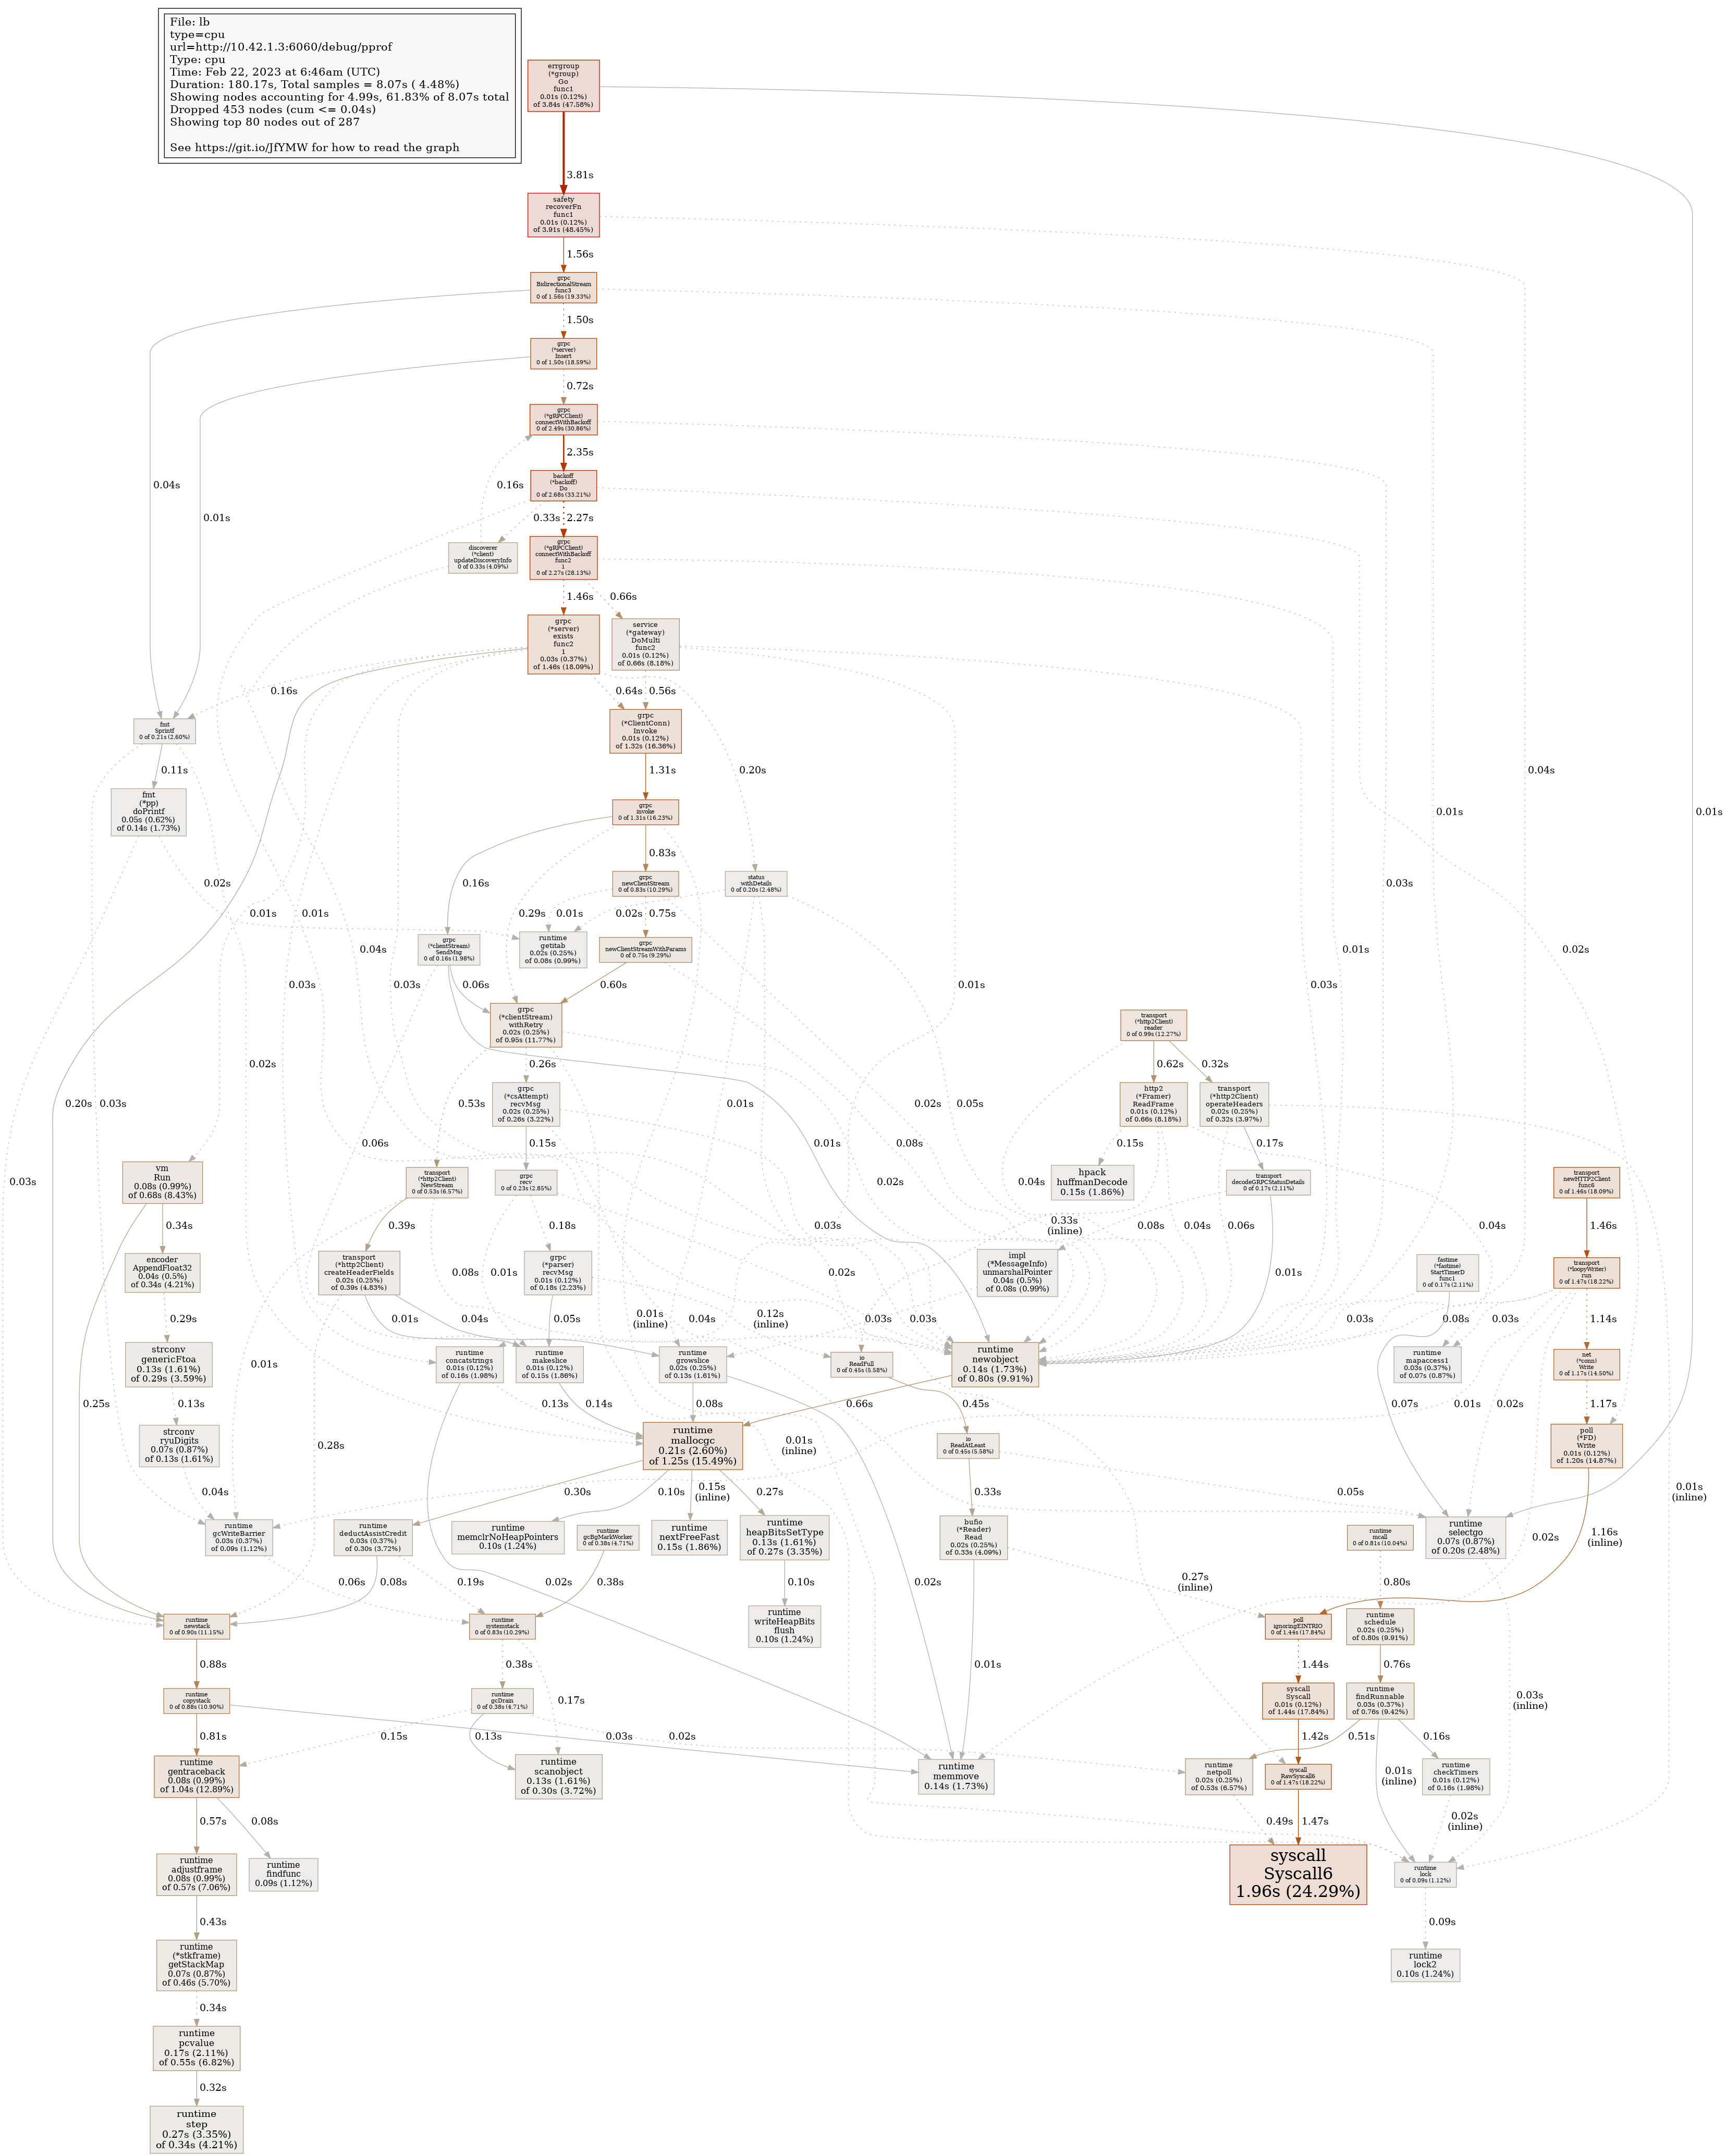 File: lb
type=cpu
url=http://10.42.1.3:6060/debug/pprof
Type: cpu
Time: Feb 22, 2023 at 6:46am (UTC)
Duration: 180.17s, Total samples = 8.07s ( 4.48%)
Showing nodes accounting for 4.99s, 61.83% of 8.07s total
Dropped 453 nodes (cum <= 0.04s)
Showing top 80 nodes out of 287
See https://git.io/JfYMW for how to read the graph
errgroup
(*group)
Go
func1
0.01s (0.12%)
of 3.84s (47.58%)
3.81s
safety
recoverFn
func1
0.01s (0.12%)
of 3.91s (48.45%)
1.56s
grpc
BidirectionalStream
func3
0 of 1.56s (19.33%)
1.50s
grpc
(*server)
Insert
0 of 1.50s (18.59%)
0.72s
grpc
(*gRPCClient)
connectWithBackoff
0 of 2.49s (30.86%)
0.04s
0.01s
0.16s
2.35s
backoff
(*backoff)
Do
0 of 2.68s (33.21%)
0.33s
2.27s
discoverer
(*client)
updateDiscoveryInfo
0 of 0.33s (4.09%)
grpc
(*gRPCClient)
connectWithBackoff
func2
1
0 of 2.27s (28.13%)
1.46s
0.66s
grpc
(*server)
exists
func2
1
0.03s (0.37%)
of 1.46s (18.09%)
service
(*gateway)
DoMulti
func2
0.01s (0.12%)
of 0.66s (8.18%)
0.16s
0.64s
0.56s
fmt
Sprintf
0 of 0.21s (2.60%)
grpc
(*ClientConn)
Invoke
0.01s (0.12%)
of 1.32s (16.36%)
0.11s
1.31s
0.20s
0.04s
0.01s
0.01s
fmt
(*pp)
doPrintf
0.05s (0.62%)
of 0.14s (1.73%)
grpc
invoke
0 of 1.31s (16.23%)
0.02s
0.16s
0.83s
0.03s
grpc
newClientStream
0 of 0.83s (10.29%)
status
withDetails
0 of 0.20s (2.48%)
0.01s
0.01s
0.29s
0.01s
0.75s
0.02s
0.04s
0.02s
grpc
(*clientStream)
SendMsg
0 of 0.16s (1.98%)
runtime
getitab
0.02s (0.25%)
of 0.08s (0.99%)
grpc
newClientStreamWithParams
0 of 0.75s (9.29%)
0.01s
0.03s
0.03s
0.03s
0.06s
0.60s
0.01s
0.03s
grpc
(*clientStream)
withRetry
0.02s (0.25%)
of 0.95s (11.77%)
transport
(*http2Client)
reader
0 of 0.99s (12.27%)
0.02s
0.26s
0.62s
0.32s
grpc
(*csAttempt)
recvMsg
0.02s (0.25%)
of 0.26s (3.22%)
http2
(*Framer)
ReadFrame
0.01s (0.12%)
of 0.66s (8.18%)
transport
(*http2Client)
operateHeaders
0.02s (0.25%)
of 0.32s (3.97%)
0.20s
0.03s
0.53s
0.01s
0.02s
0.05s
0.06s
0.15s
0.01s
0.08s
0.15s
0.17s
0.03s
vm
Run
0.08s (0.99%)
of 0.68s (8.43%)
transport
(*http2Client)
NewStream
0 of 0.53s (6.57%)
grpc
recv
0 of 0.23s (2.85%)
0.02s
0.04s
hpack
huffmanDecode
0.15s (1.86%)
transport
decodeGRPCStatusDetails
0 of 0.17s (2.11%)
transport
newHTTP2Client
func6
0 of 1.46s (18.09%)
0.34s
0.39s
0.18s
0.03s
0.33s
(inline)
0.08s
0.04s
0.06s
0.04s
1.46s
encoder
AppendFloat32
0.04s (0.5%)
of 0.34s (4.21%)
transport
(*http2Client)
createHeaderFields
0.02s (0.25%)
of 0.39s (4.83%)
grpc
(*parser)
recvMsg
0.01s (0.12%)
of 0.18s (2.23%)
impl
(*MessageInfo)
unmarshalPointer
0.04s (0.5%)
of 0.08s (0.99%)
fastime
(*fastime)
StartTimerD
func1
0 of 0.17s (2.11%)
transport
(*loopyWriter)
run
0 of 1.47s (18.22%)
0.08s
0.01s
0.02s
0.01s
0.29s
0.01s
0.04s
0.05s
0.01s
(inline)
0.04s
0.12s
(inline)
0.03s
0.03s
0.03s
0.08s
0.03s
1.14s
strconv
genericFtoa
0.13s (1.61%)
of 0.29s (3.59%)
runtime
concatstrings
0.01s (0.12%)
of 0.16s (1.98%)
runtime
makeslice
0.01s (0.12%)
of 0.15s (1.86%)
runtime
growslice
0.02s (0.25%)
of 0.13s (1.61%)
io
ReadFull
0 of 0.45s (5.58%)
runtime
newobject
0.14s (1.73%)
of 0.80s (9.91%)
runtime
mapaccess1
0.03s (0.37%)
of 0.07s (0.87%)
net
(*conn)
Write
0 of 1.17s (14.50%)
0.01s
0.25s
0.13s
0.13s
0.14s
0.08s
0.66s
0.45s
0.07s
0.01s
0.02s
1.17s
strconv
ryuDigits
0.07s (0.87%)
of 0.13s (1.61%)
0.28s
runtime
mallocgc
0.21s (2.60%)
of 1.25s (15.49%)
0.01s
(inline)
io
ReadAtLeast
0 of 0.45s (5.58%)
poll
(*FD)
Write
0.01s (0.12%)
of 1.20s (14.87%)
0.04s
0.30s
0.10s
0.15s
(inline)
0.27s
0.33s
0.05s
0.01s
(inline)
runtime
gcWriteBarrier
0.03s (0.37%)
of 0.09s (1.12%)
runtime
deductAssistCredit
0.03s (0.37%)
of 0.30s (3.72%)
runtime
memclrNoHeapPointers
0.10s (1.24%)
runtime
gcBgMarkWorker
0 of 0.38s (4.71%)
runtime
nextFreeFast
0.15s (1.86%)
runtime
heapBitsSetType
0.13s (1.61%)
of 0.27s (3.35%)
bufio
(*Reader)
Read
0.02s (0.25%)
of 0.33s (4.09%)
runtime
mcall
0 of 0.81s (10.04%)
runtime
selectgo
0.07s (0.87%)
of 0.20s (2.48%)
0.02s
1.16s
(inline)
0.06s
0.08s
0.19s
0.38s
0.02s
0.10s
0.02s
0.27s
(inline)
0.80s
runtime
newstack
0 of 0.90s (11.15%)
runtime
systemstack
0 of 0.83s (10.29%)
runtime
writeHeapBits
flush
0.10s (1.24%)
poll
ignoringEINTRIO
0 of 1.44s (17.84%)
runtime
schedule
0.02s (0.25%)
of 0.80s (9.91%)
0.88s
0.38s
0.01s
1.44s
0.76s
runtime
copystack
0 of 0.88s (10.90%)
runtime
gcDrain
0 of 0.38s (4.71%)
0.17s
syscall
Syscall
0.01s (0.12%)
of 1.44s (17.84%)
runtime
findRunnable
0.03s (0.37%)
of 0.76s (9.42%)
0.03s
(inline)
0.81s
0.15s
0.13s
0.03s
0.02s
1.42s
0.51s
0.16s
runtime
gentraceback
0.08s (0.99%)
of 1.04s (12.89%)
runtime
scanobject
0.13s (1.61%)
of 0.30s (3.72%)
runtime
memmove
0.14s (1.73%)
runtime
netpoll
0.02s (0.25%)
of 0.53s (6.57%)
syscall
RawSyscall6
0 of 1.47s (18.22%)
0.01s
(inline)
runtime
checkTimers
0.01s (0.12%)
of 0.16s (1.98%)
0.57s
0.08s
0.49s
1.47s
0.02s
(inline)
runtime
adjustframe
0.08s (0.99%)
of 0.57s (7.06%)
runtime
findfunc
0.09s (1.12%)
syscall
Syscall6
1.96s (24.29%)
runtime
lock
0 of 0.09s (1.12%)
0.43s
0.09s
runtime
(*stkframe)
getStackMap
0.07s (0.87%)
of 0.46s (5.70%)
runtime
lock2
0.10s (1.24%)
0.34s
runtime
pcvalue
0.17s (2.11%)
of 0.55s (6.82%)
0.32s
runtime
step
0.27s (3.35%)
of 0.34s (4.21%)